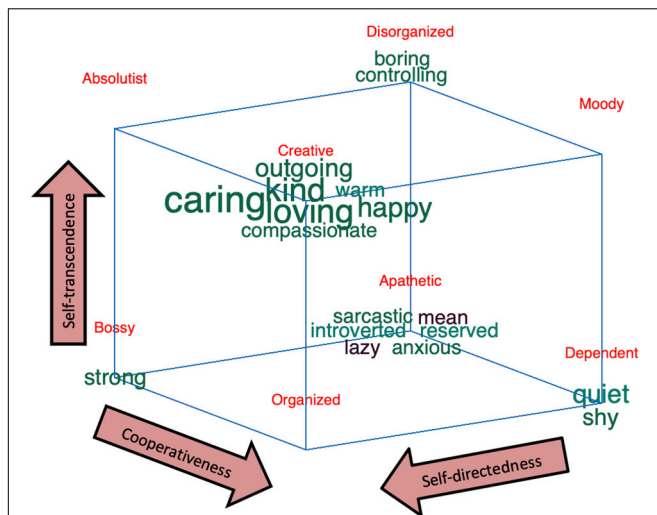 Disorganized
boring
controlling
Absolutist
Moody
Creative
outgoing
caring kind warm
loving happy
compassionate
Self-transcendence
Apathetic
sarcastic mean
introverted reserved
lazy anxious
Bossy
strong
Dependent
quiet
shy
Organized
Cooperativeness
Self-directedness